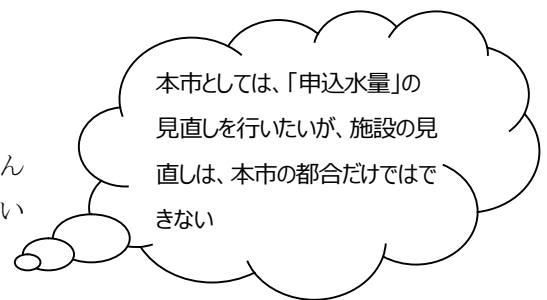 本市としては、「申込水量」の
見直しを行いたいが、施設の見
直しは、本市の都合だけではで
きない
ん
い